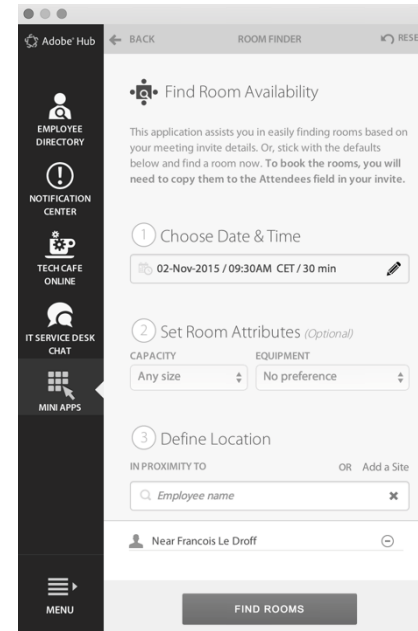 Adobe® Hub
BACK
ROOM FINDER
RESE
EMPLOYEE
DIRECTORY
NOTIFICATION
CENTER
TECH CAFE
ONLINE
IT SERVICE DESK
CHAT
MINI APPS
MENU
Find Room Availability
This application assists you in easily finding rooms based on
your meeting invite details. Or, stick with the defaults
below and find a room now. To book the rooms, you will
need to copy them to the Attendees field in your invite.
1 Choose Date & Time
02-Nov-2015 / 09:30AM CET / 30 min
2 Set Room Attributes (Optional)
CAPACITY EQUIPMENT
Any size No preference
3 Define Location
IN PROXIMITY TO OR Add a Site
Employee name
Near Francois Le Droff
FIND ROOMS